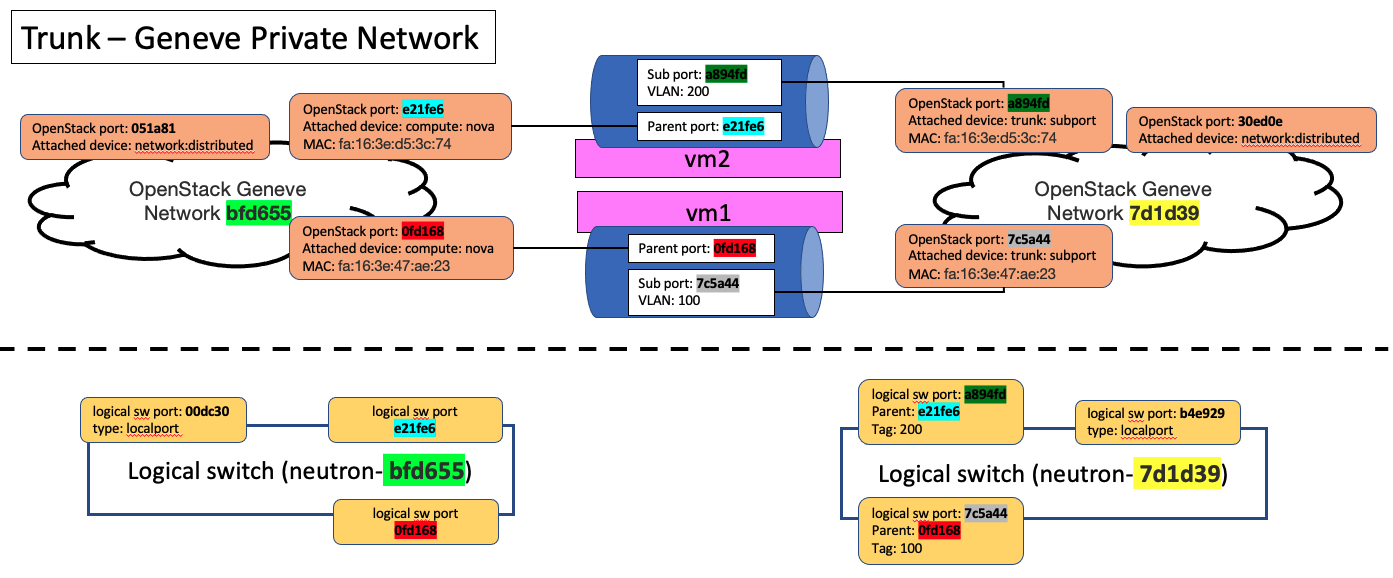 Trunk – Geneve Private Network
Sub port: a894fd
VLAN: 200
Parent port: e21fe6
vm2
vm1
Parent port: 0fd168
Sub port: 7c5a44
VLAN: 100
OpenStack port: 051a81
Attached device: network:distributed
OpenStack port: e21fe6
Attached device: compute: nova
MAC: fa:16:3e:d5:3c:74
OpenStack Geneve
Network bfd655
OpenStack port: 0fd168
Attached device: compute: nova
MAC: fa:16:3e:47:ae:23
OpenStack port: a894fd
Attached device: trunk: subport
MAC: fa:16:3e:d5:3c:74
OpenStack port: 30ed0e
Attached device: network:distributed
OpenStack Geneve
Network 7d1d39
OpenStack port: 7c5a44
Attached device: trunk: subport
MAC: fa:16:3e:47:ae:23
logical sw port: 00dc30
type: localport
logical sw port
e21fe6
Logical switch (neutron-bfd655)
logical sw port
0fd168
logical sw port: a894fd
Parent: e21fe6
Tag: 200
logical sw port: b4e929
type: localport
Logical switch (neutron-7d1d39)
logical sw port: 7c5a44
Parent: 0fd168
Tag: 100